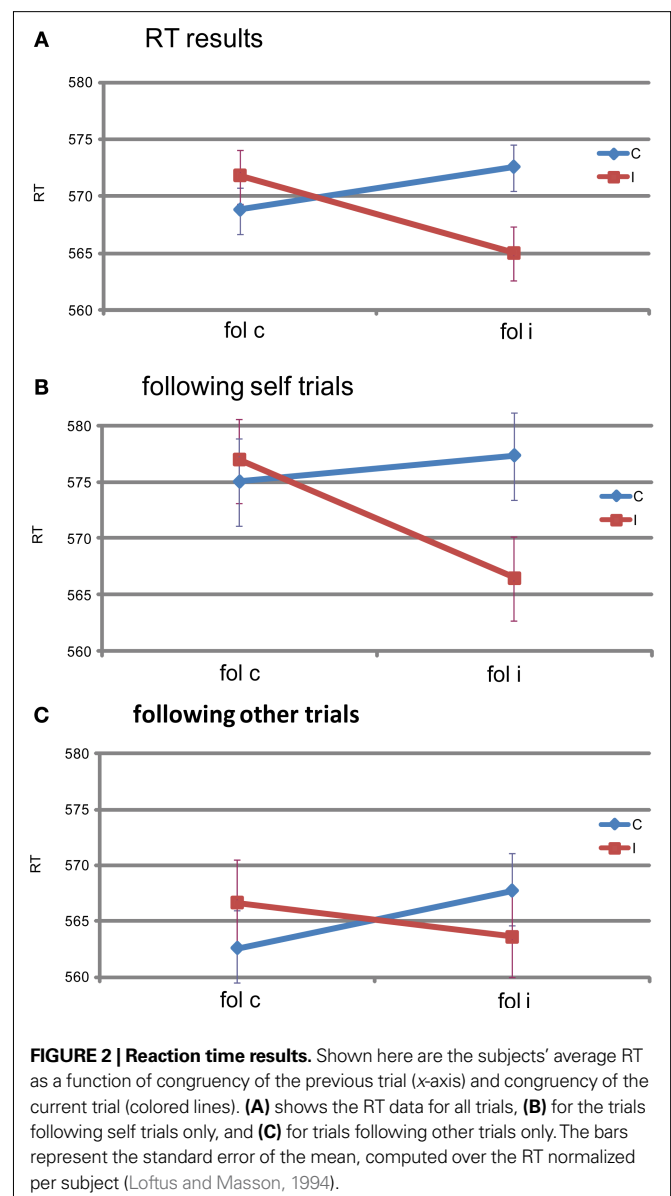 A RT results
580
575
570
565
560
RT
C
I
fol c fol i
B following self trials
580
575
570
565
560
RT
C
I
fol c fol i
C following other trials
580
575
570
565
560
RT
C
I
fol c fol i
FIGURE 2 | Reaction time results. Shown here are the subjects’ average RT
as a function of congruency of the previous trial (x-axis) and congruency of the
current trial (colored lines). (A) shows the RT data for all trials, (B) for the trials
following self trials only, and (C) for trials following other trials only. The bars
represent the standard error of the mean, computed over the RT normalized
per subject (Loftus and Masson, 1994).